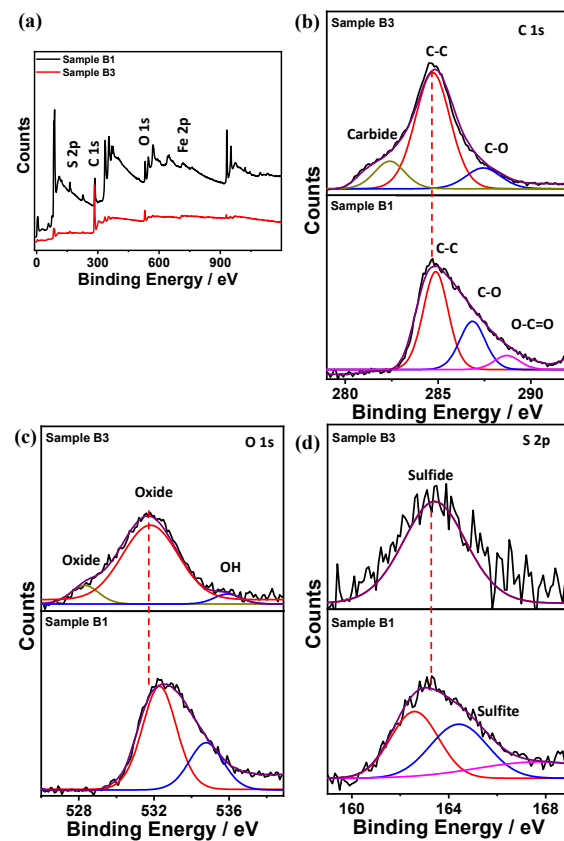 (a)
Sample B1
Sample B3
S 2p
C 1s
O 1s
Fe 2p
Counts
0 300 600 900
Binding Energy / eV
(b)
Sample B3
C 1s
C-C
Carbide
C-O
Sample B1
C-C
C-O
O-C=O
Counts
280 285 290
Binding Energy / eV
(c)
Sample B3
O 1s
Oxide
Oxide
OH
Sample B1
Counts
528 532 536
Binding Energy / eV
(d)
Sample B3
S 2p
Sulfide
Sample B1
Sulfite
Counts
160 164 168
Binding Energy / eV